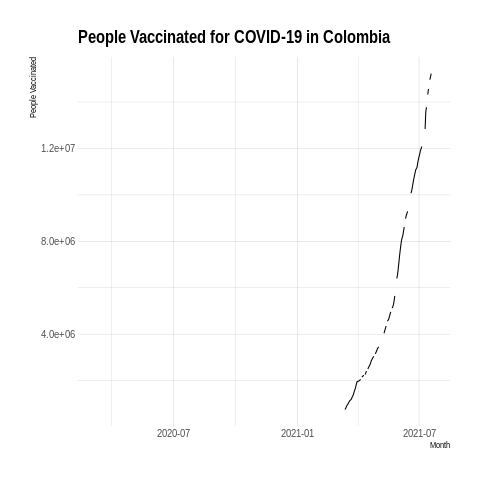 People Vaccinated for COVID-19 in Colombia
People Vaccinated
1.2e+07
8.0e+06
4.0e+06
2020-07
2021-01
2021-07
Month